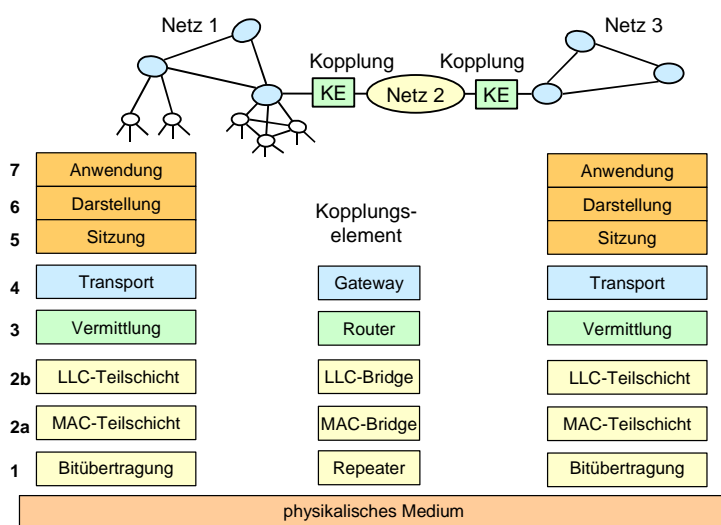 Netz 1
Netz 3
Kopplung
Kopplung
KE
Netz 2
KE
7
Anwendung
Anwendung
6
Darstellung
Darstellung
5
Sitzung
Sitzung
Kopplungs-
element
4
Transport
Gateway
Transport
3
Vermittlung
Router
Vermittlung
2b
LLC-Teilschicht
LLC-Bridge
LLC-Teilschicht
2a
MAC-Teilschicht
MAC-Bridge
MAC-Teilschicht
1
Bitübertragung
Repeater
Bitübertragung
physikalisches Medium